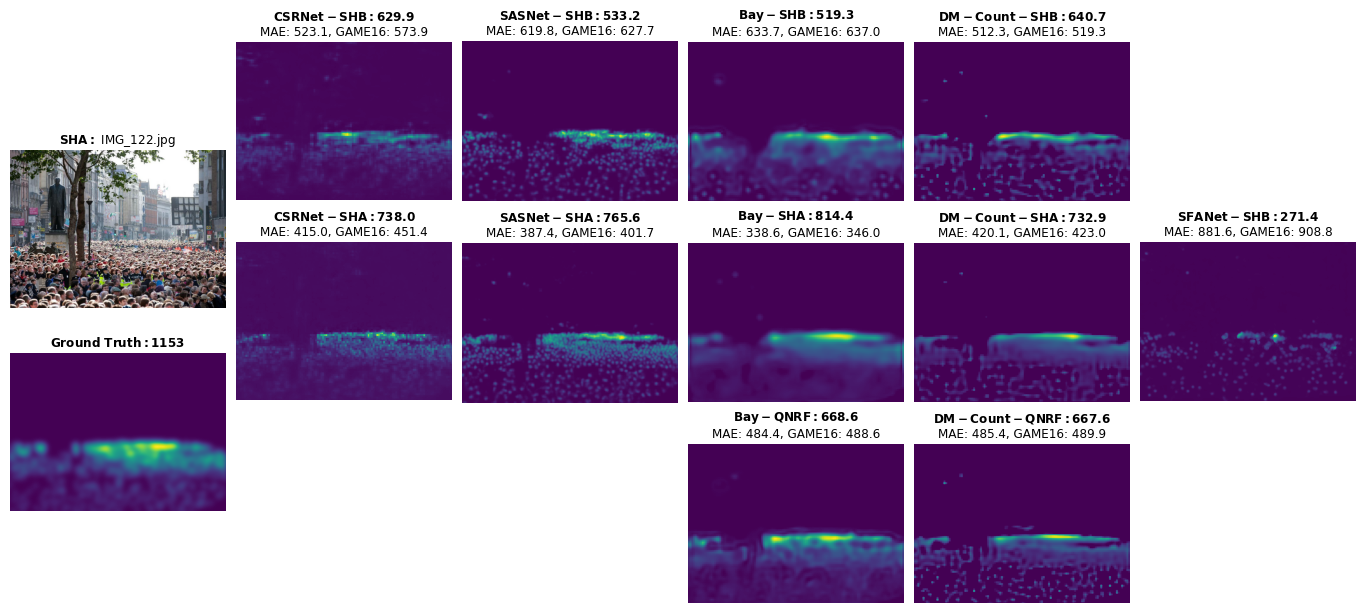 CSRNet − SHB : 629.9
MAE: 523.1, GAME16: 573.9
SASNet − SHB : 533.2
MAE: 619.8, GAME16: 627.7
Bay − SHB : 519.3
MAE: 633.7, GAME16: 637.0
DM − Count − SHB : 640.7
MAE: 512.3, GAME16: 519.3
SHA : IMG_122.jpg
CSRNet − SHA : 738.0
MAE: 415.0, GAME16: 451.4
SASNet − SHA : 765.6
MAE: 387.4, GAME16: 401.7
Bay − SHA : 814.4
MAE: 338.6, GAME16: 346.0
DM − Count − SHA : 732.9
MAE: 420.1, GAME16: 423.0
SFANet − SHB : 271.4
MAE: 881.6, GAME16: 908.8
Ground Truth : 1153
Bay − QNRF : 668.6
MAE: 484.4, GAME16: 488.6
DM − Count − QNRF : 667.6
MAE: 485.4, GAME16: 489.9